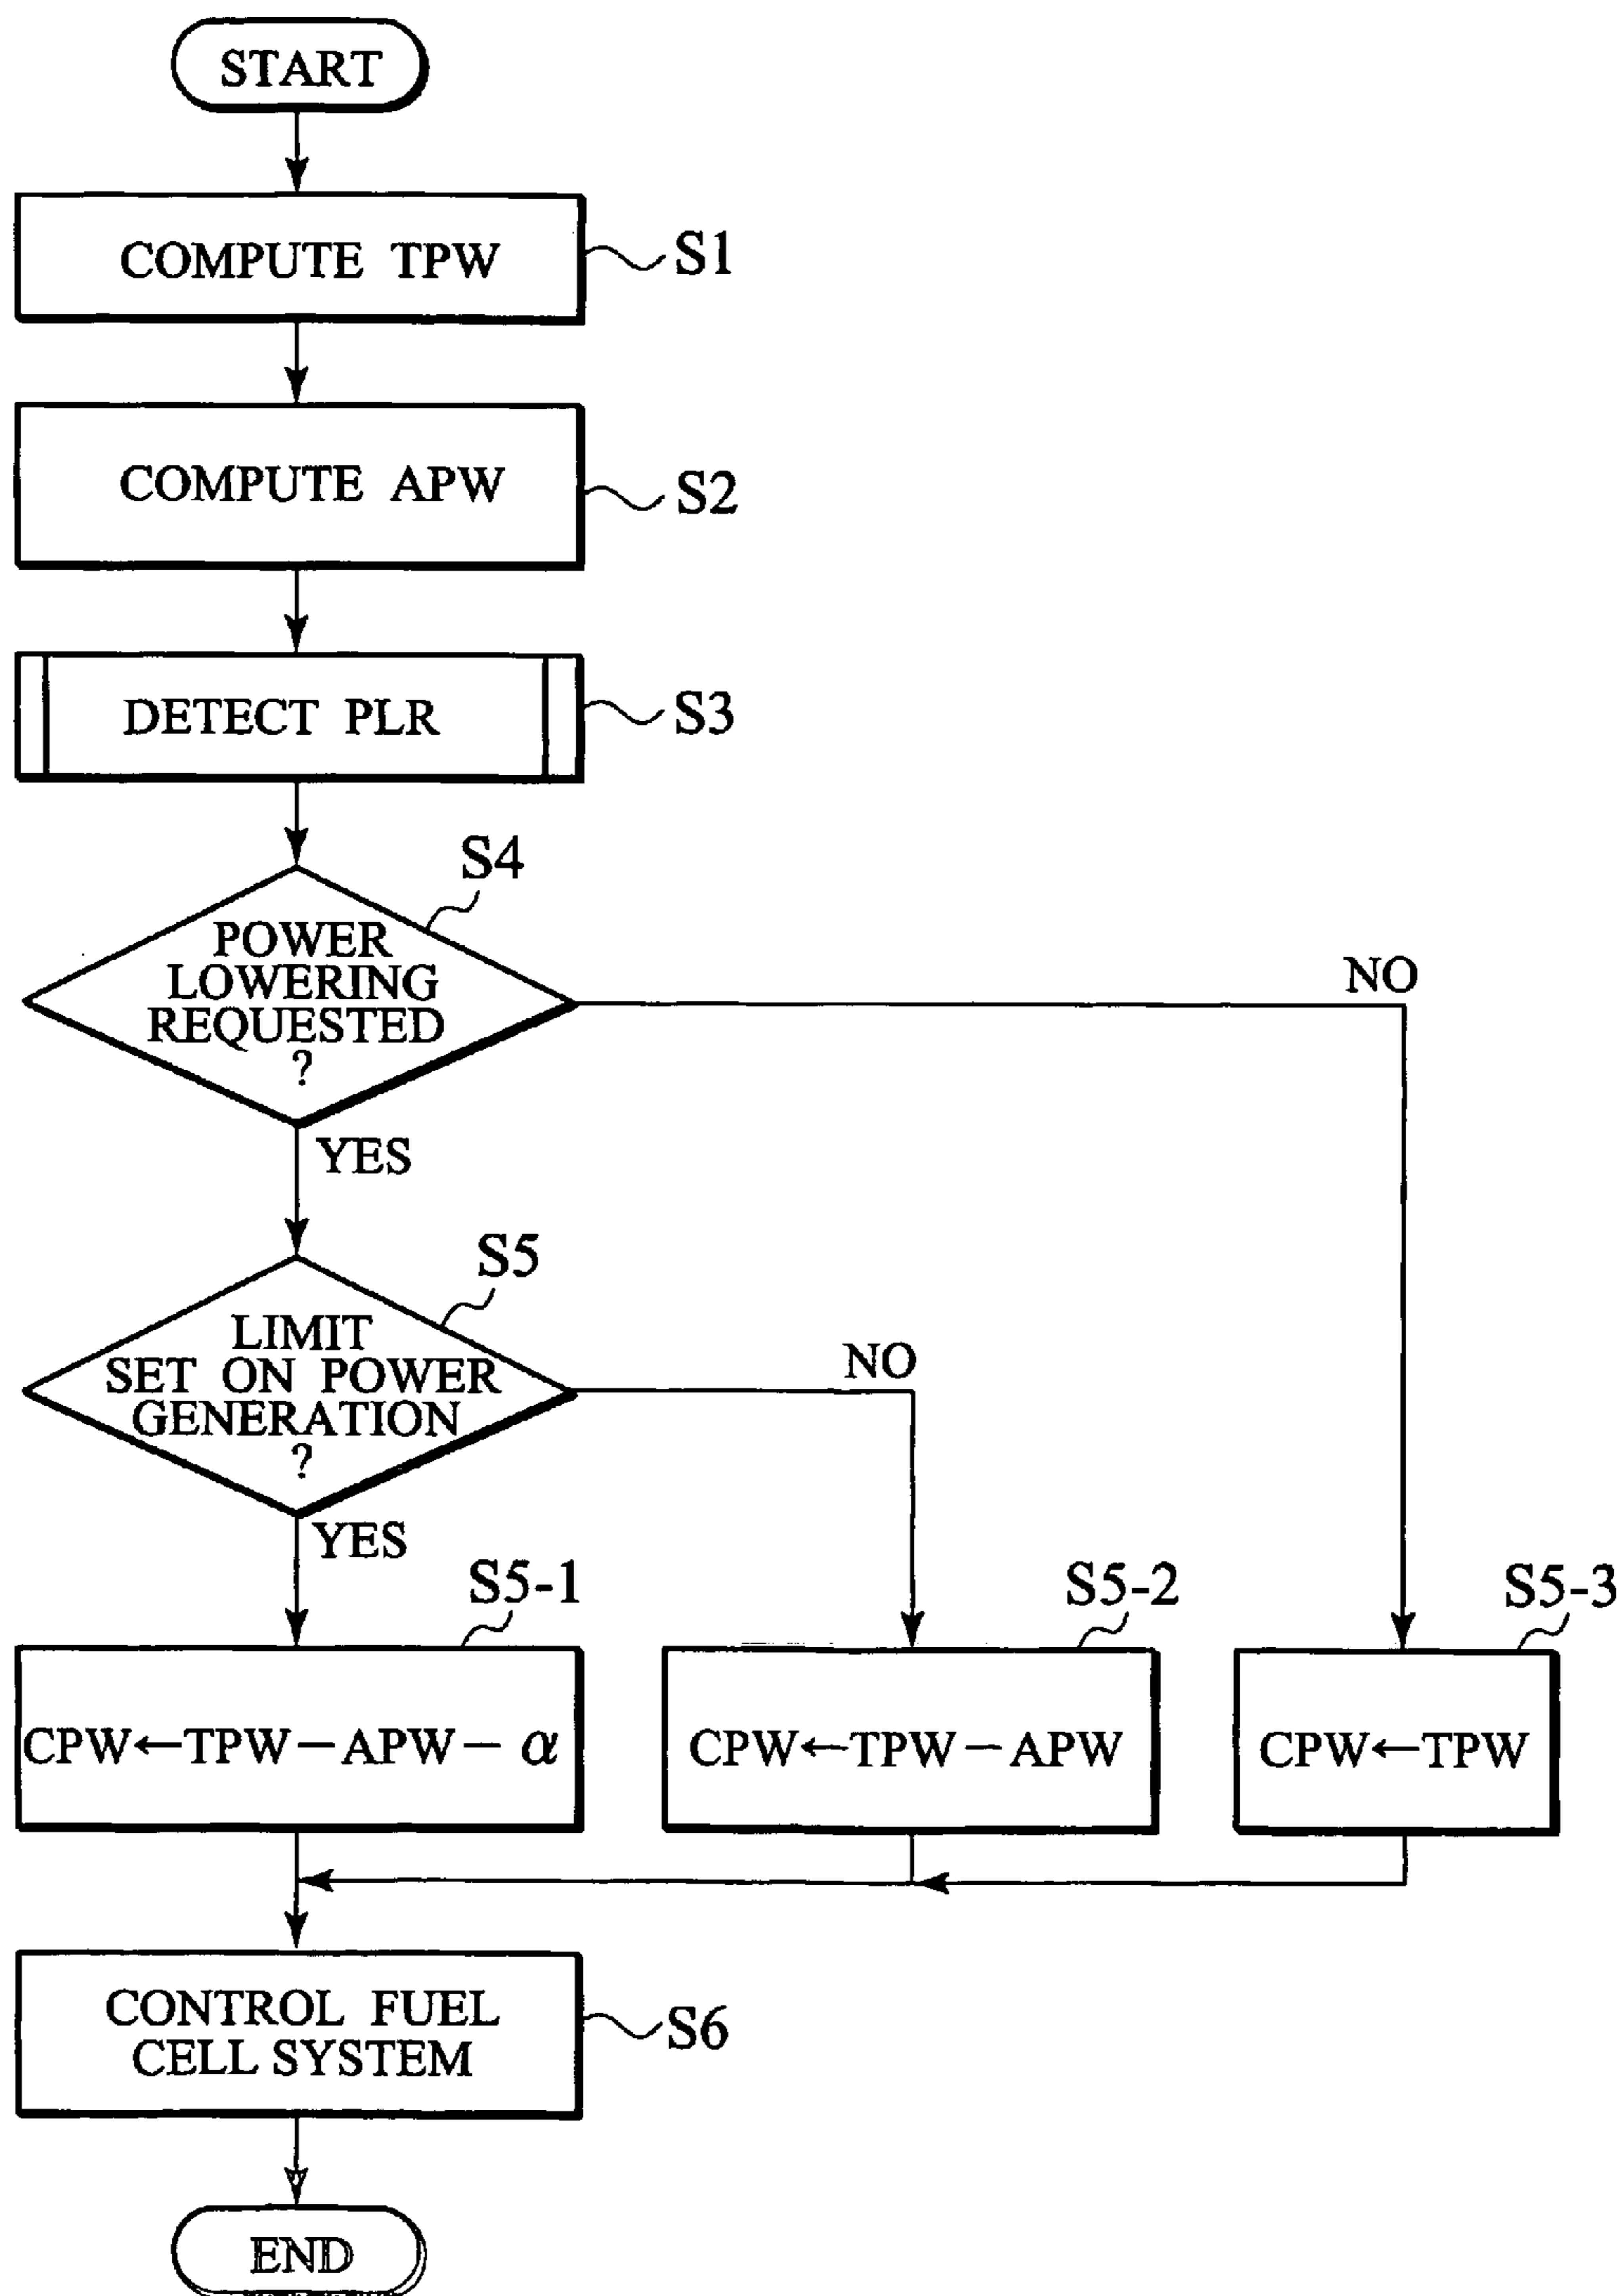 START
COMPUTE TPW
S1
COMPUTE APW
S2
DETECT PLR
S3
S4
POWER
LOWERING
REQUESTED
?
NO
YES
S5
LIMIT
SET ON POWER
GENERATION
?
NO
YES
S5-1
S5-2
S5-3
CPW←TPW−APW−α
CPW←TPW−APW
CPW←TPW
CONTROL FUEL
CELL SYSTEM
S6
END